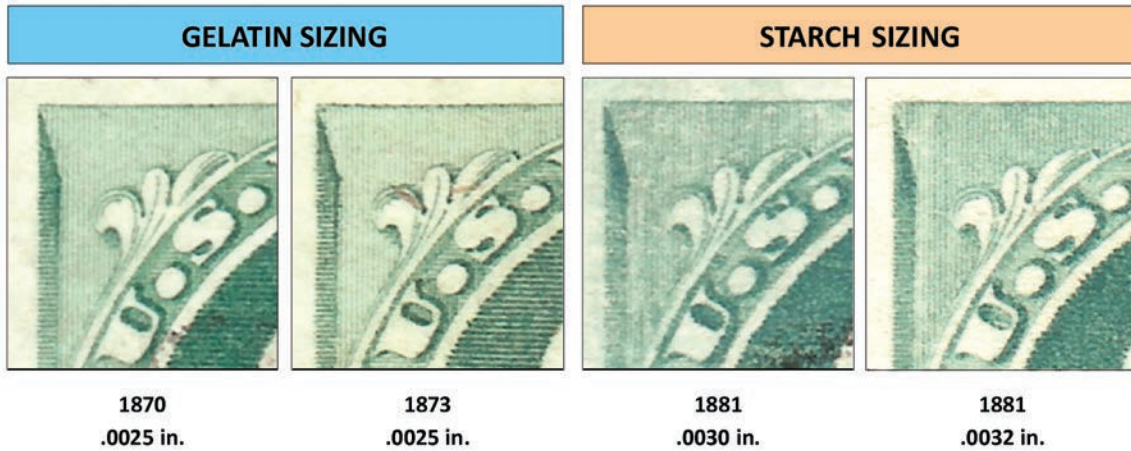 GELATIN SIZING
STARCH SIZING
U • S •
U • S •
U • S •
U • S •
1870
1873
1881
1881
.0025 in.
.0025 in.
.0030 in.
.0032 in.